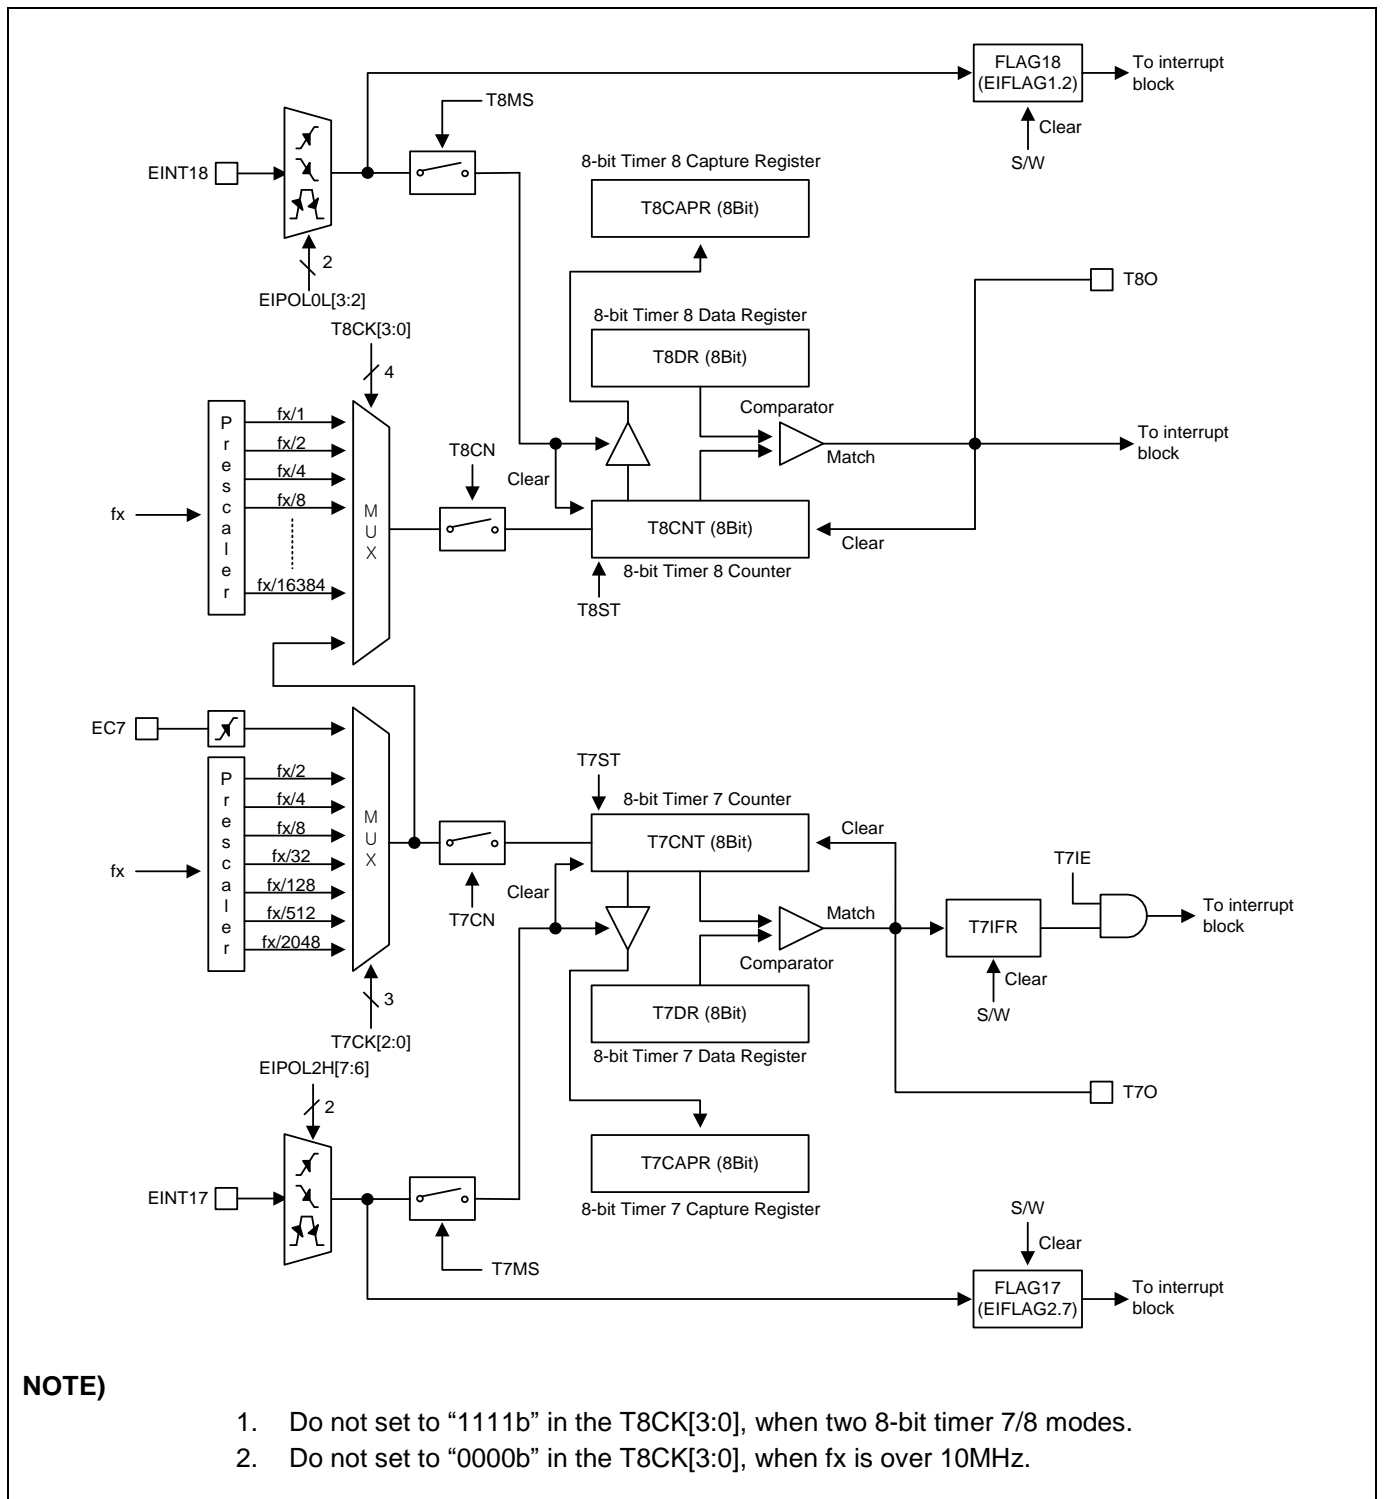 FLAG18
(EIFLAG1.2)
To interrupt
block
Clear
S/W
T8MS
EINT18
2
EIPOL0L[3:2]
8-bit Timer 8 Capture Register
T8CAPR (8Bit)
T8O
8-bit Timer 8 Data Register
T8DR (8Bit)
T8CK[3:0]
4
Comparator
Match
To interrupt
block
fx
Prescaler
fx/1
fx/2
fx/4
fx/8
fx/16384
MUX
T8CN
Clear
T8CNT (8Bit)
Clear
8-bit Timer 8 Counter
T8ST
EC7
fx
Prescaler
fx/2
fx/4
fx/8
fx/32
fx/128
fx/512
fx/2048
MUX
3
T7CK[2:0]
T7CN
T7ST
8-bit Timer 7 Counter
T7CNT (8Bit)
Clear
Clear
Match
Comparator
T7IE
T7IFR
To interrupt
block
Clear
S/W
T7DR (8Bit)
8-bit Timer 7 Data Register
T7O
EIPOL2H[7:6]
2
EINT17
T7MS
T7CAPR (8Bit)
8-bit Timer 7 Capture Register
S/W
Clear
FLAG17
(EIFLAG2.7)
To interrupt
block
NOTE)
1. Do not set to “1111b” in the T8CK[3:0], when two 8-bit timer 7/8 modes.
2. Do not set to “0000b” in the T8CK[3:0], when fx is over 10MHz.